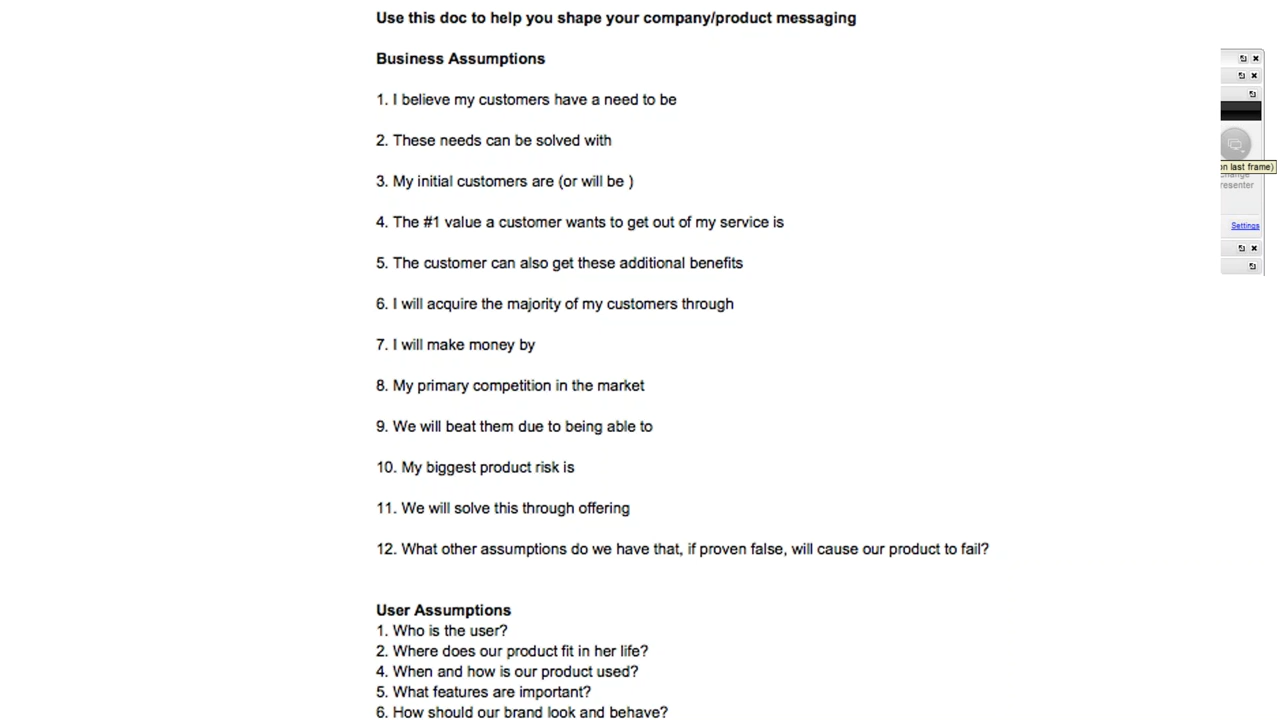 Use this doc to help you shape your company/product messaging
Business Assumptions
1. I believe my customers have a need to be
2. These needs can be solved with
3. My initial customers are (or will be )
4. The #1 value a customer wants to get out of my service is
5. The customer can also get these additional benefits
6. I will acquire the majority of my customers through
7. I will make money by
8. My primary competition in the market
9. We will beat them due to being able to
10. My biggest product risk is
11. We will solve this through offering
12. What other assumptions do we have that, if proven false, will cause our product to fail?
User Assumptions
1. Who is the user?
2. Where does our product fit in her life?
4. When and how is our product used?
5. What features are important?
6. How should our brand look and behave?
on last frame)
resenter
Settings